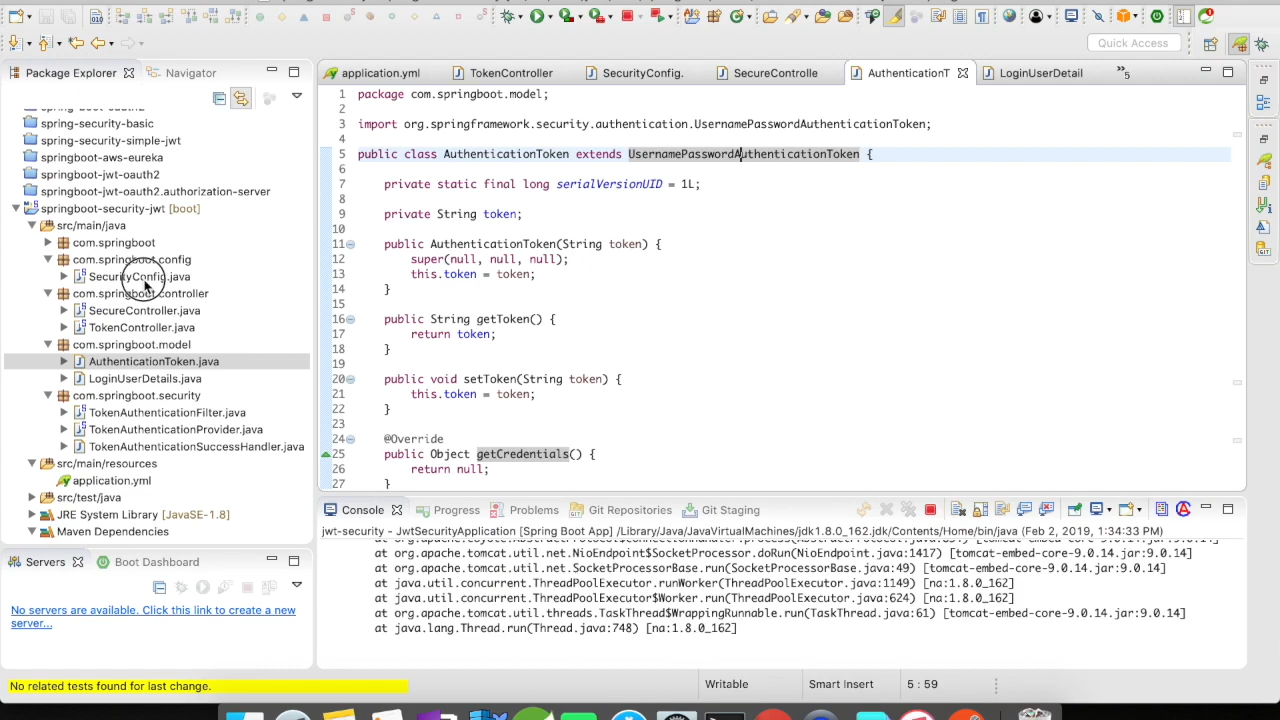 Quick Access
Package Explorer
Navigator
spring-boot-oauth2
spring-security-basic
spring-security-simple-jwt
springboot-aws-eureka
springboot-jwt-oauth2
springboot-jwt-oauth2.authorization-server
springboot-security-jwt [boot]
src/main/java
com.springboot
com.springboot.config
SecurityConfig.java
com.springboot.controller
SecureController.java
TokenController.java
com.springboot.model
AuthenticationToken.java
LoginUserDetails.java
com.springboot.security
TokenAuthenticationFilter.java
TokenAuthenticationProvider.java
TokenAuthenticationSuccessHandler.java
src/main/resources
application.yml
src/test/java
JRE System Library [JavaSE-1.8]
Maven Dependencies
Servers
Boot Dashboard
No servers are available. Click this link to create a new
server...
No related tests found for last change.
application.yml
TokenController
SecurityConfig.
SecureControlle
AuthenticationT
LoginUserDetail
»5
1 package com.springboot.model;
2
3 import org.springframework.security.authentication.UsernamePasswordAuthenticationToken;
4
5 public class AuthenticationToken extends UsernamePasswordAuthenticationToken {
6
7 private static final long serialVersionUID = 1L;
8
9 private String token;
10
11 public AuthenticationToken(String token) {
12 super(null, null, null);
13 this.token = token;
14 }
15
16 public String getToken() {
17 return token;
18 }
19
20 public void setToken(String token) {
21 this.token = token;
22 }
23
24 @Override
25 public Object getCredentials() {
26 return null;
27 }
Console
Progress
Problems
Git Repositories
Git Staging
jwt-security - JwtSecurityApplication [Spring Boot App] /Library/Java/JavaVirtualMachines/jdk1.8.0_162.jdk/Contents/Home/bin/java (Feb 2, 2019, 1:34:33 PM)
at org.apache.tomcat.util.net.NioEndpoint$SocketProcessor.doRun(NioEndpoint.java:1417) [tomcat-embed-core-9.0.14.jar:9.0.14]
at org.apache.tomcat.util.net.SocketProcessorBase.run(SocketProcessorBase.java:49) [tomcat-embed-core-9.0.14.jar:9.0.14]
at java.util.concurrent.ThreadPoolExecutor.runWorker(ThreadPoolExecutor.java:1149) [na:1.8.0_162]
at java.util.concurrent.ThreadPoolExecutor$Worker.run(ThreadPoolExecutor.java:624) [na:1.8.0_162]
at org.apache.tomcat.util.threads.TaskThread$WrappingRunnable.run(TaskThread.java:61) [tomcat-embed-core-9.0.14.jar:9.0.14]
at java.lang.Thread.run(Thread.java:748) [na:1.8.0_162]
Writable
Smart Insert
5 : 59